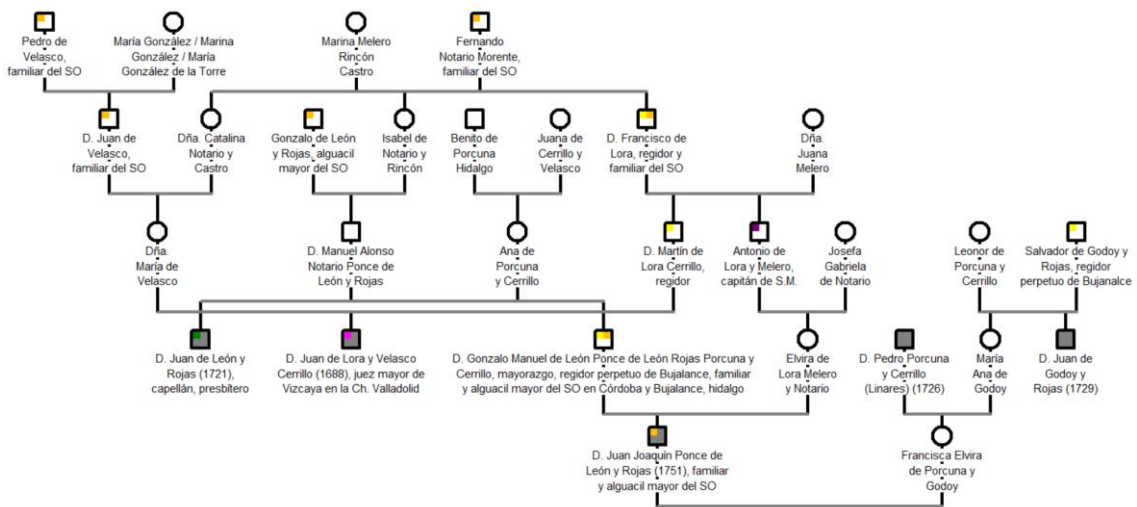 Pedro de
Velasco,
familiar del SO
María González / Marina
González / María
González de la Torre
Marina Melero
Rincón
Castro
Fernando
Notario Morente,
familiar del SO
D. Juan de
Velasco,
familiar del SO
Dña. Catalina
Notario y
Castro
Gonzalo de León
y Rojas, alguacil
mayor del SO
Isabel de
Notario y
Rincón
Benito de
Porcuna
Hidalgo
Juana de
Cerrillo y
Velasco
D. Francisco de
Lora, regidor y
familiar del SO
Dña.
Juana
Melero
Dña.
María de
Velasco
D. Manuel Alonso
Notario Ponce de
León y Rojas
Ana de
Porcuna
y Cerrillo
D. Martín de
Lora Cerrillo,
regidor
Antonio de
Lora y Melero,
capitán de S.M.
Josefa
Gabriela
de Notario
Leonor de
Porcuna y
Cerrillo
Salvador de Godoy y
Rojas, regidor
perpetuo de Bujanalce
D. Juan de León y
Rojas (1721),
capellán, presbítero
D. Juan de Lora y Velasco
Cerrillo (1688), juez mayor de
Vizcaya en la Ch. Valladolid
D. Gonzalo Manuel de León Ponce de León Rojas Porcuna y
Cerrillo, mayorazgo, regidor perpetuo de Bujalance, familiar
y alguacil mayor del SO en Córdoba y Bujalance, hidalgo
Elvira de
Lora Melero
y Notario
D. Pedro Porcuna
y Cerrillo
(Linares) (1726)
María
Ana de
Godoy
D. Juan de
Godoy y
Rojas (1729)
D. Juan Joaquín Ponce de
León y Rojas (1751), familiar
y alguacil mayor del SO
Francisca Elvira
de Porcuna y
Godoy